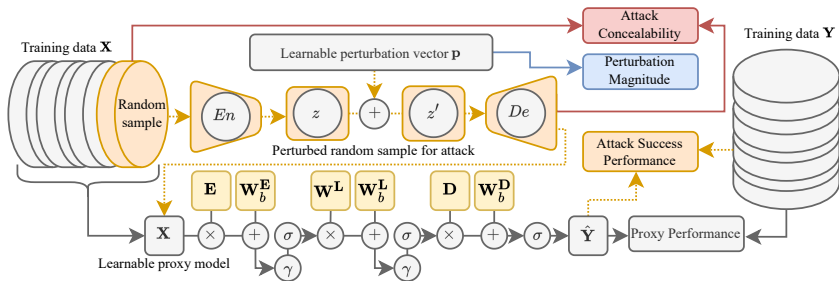 Training data X
Attack
Concealability
Training data Y
Learnable perturbation vector p
Perturbation
Magnitude
Random
sample
En
z
+
z′
De
Perturbed random sample for attack
Attack Success
Performance
E
W_b^E
W^L
W_b^L
D
W_b^D
X
×
+
σ
γ
×
+
σ
γ
×
+
σ
Ŷ
Proxy Performance
Learnable proxy model